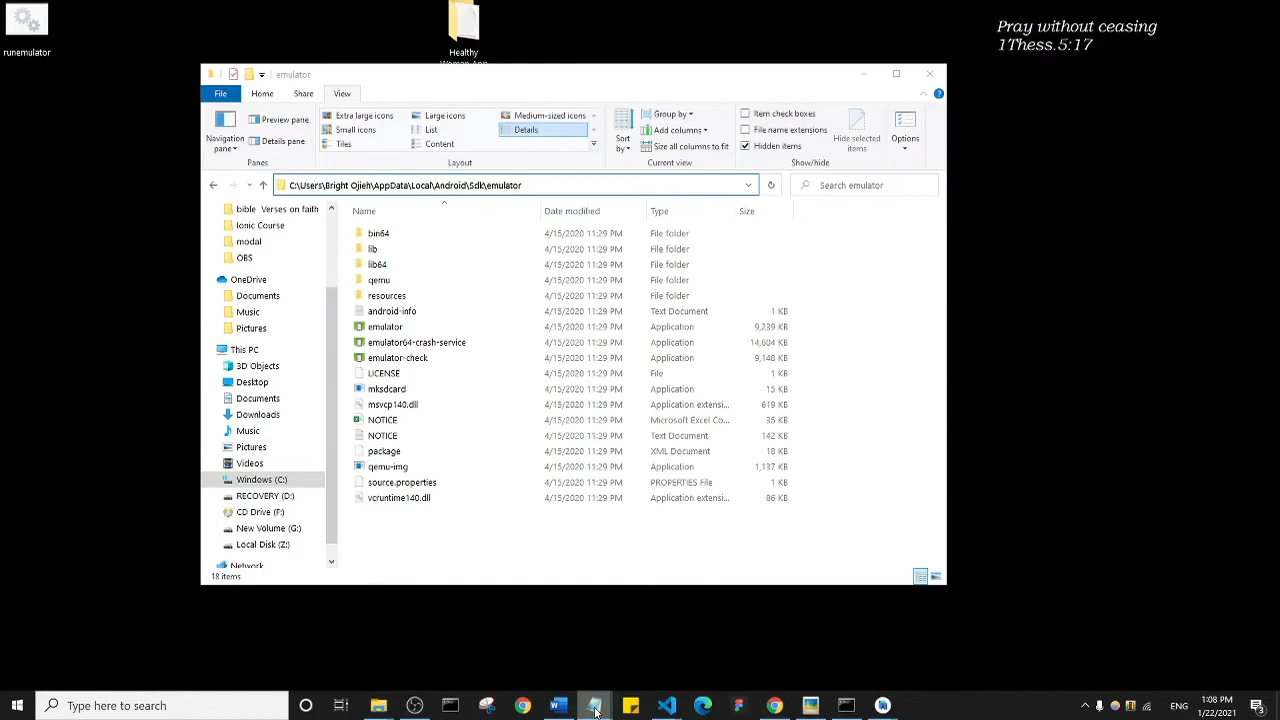 runemulator
Healthy
Woman App
Pray without ceasing
1Thess.5:17
emulator
File
Home
Share
View
Navigation
pane
Preview pane
Details pane
Panes
Extra large icons
Large icons
Medium-sized icons
Small icons
List
Details
Tiles
Content
Layout
Sort
by
Group by
Add columns
Size all columns to fit
Current view
Item check boxes
File name extensions
Hidden items
Hide selected
items
Show/hide
Options
C:\Users\Bright Ojieh\AppData\Local\Android\Sdk\emulator
Search emulator
bible Verses on faith
Ionic Course
modal
OBS
OneDrive
Documents
Music
Pictures
This PC
3D Objects
Desktop
Documents
Downloads
Music
Pictures
Videos
Windows (C:)
RECOVERY (D:)
CD Drive (F:)
New Volume (G:)
Local Disk (Z:)
Network
Name Date modified Type Size
bin64 4/15/2020 11:29 PM File folder
lib 4/15/2020 11:29 PM File folder
lib64 4/15/2020 11:29 PM File folder
qemu 4/15/2020 11:29 PM File folder
resources 4/15/2020 11:29 PM File folder
android-info 4/15/2020 11:29 PM Text Document 1 KB
emulator 4/15/2020 11:29 PM Application 9,239 KB
emulator64-crash-service 4/15/2020 11:29 PM Application 14,604 KB
emulator-check 4/15/2020 11:29 PM Application 9,148 KB
LICENSE 4/15/2020 11:29 PM File 1 KB
mksdcard 4/15/2020 11:29 PM Application 15 KB
msvcp140.dll 4/15/2020 11:29 PM Application extensi... 619 KB
NOTICE 4/15/2020 11:29 PM Microsoft Excel Co... 35 KB
NOTICE 4/15/2020 11:29 PM Text Document 142 KB
package 4/15/2020 11:29 PM XML Document 18 KB
qemu-img 4/15/2020 11:29 PM Application 1,137 KB
source.properties 4/15/2020 11:29 PM PROPERTIES File 1 KB
vcruntime140.dll 4/15/2020 11:29 PM Application extensi... 86 KB
18 items
Type here to search
ENG
1:08 PM
1/22/2021